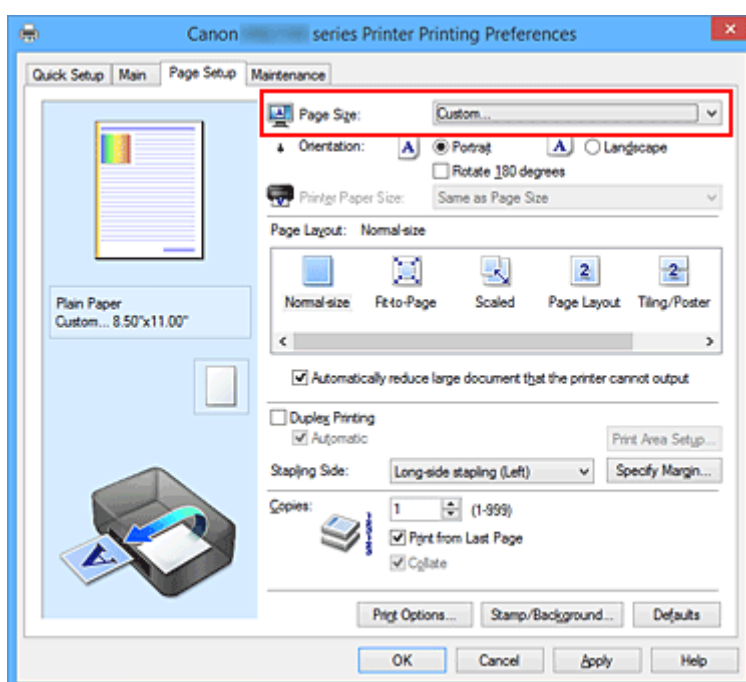 Canon series Printer Printing Preferences
Quick Setup Main Page Setup Maintenance
Page Size: Custom...
Orientation: A Portrait A Landscape
Rotate 180 degrees
Printer Paper Size: Same as Page Size
Page Layout: Normal-size
2 2
Normal-size Fit-to-Page Scaled Page Layout Tiling/Poster
Plain Paper
Custom... 8.50"x11.00"
Automatically reduce large document that the printer cannot output
Duplex Printing
Automatic
Print Area Setup...
Stapling Side: Long-side stapling (Left) Specify Margin...
Copies: 1 (1-999)
Print from Last Page
Collate
A
Print Options... Stamp/Background... Defaults
OK Cancel Apply Help